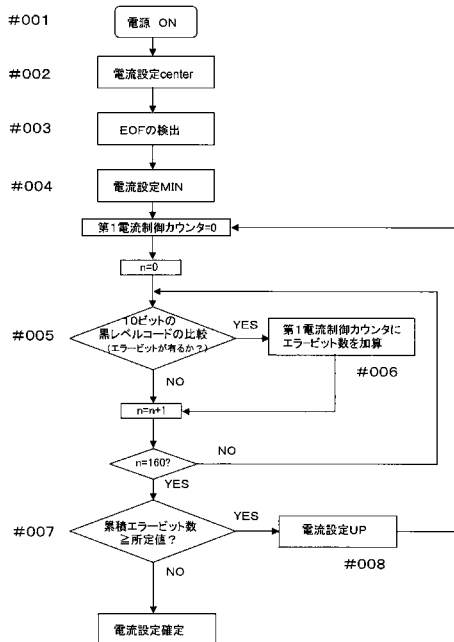 #001
電源 ON
#002
電流設定center
#003
EOFの検出
#004
電流設定MIN
第1電流制御カウンタ=0
n=0
#005
10ビットの
黒レベルコードの比較
(エラービットが有るか?)
YES
第1電流制御カウンタに
エラービット数を加算
#006
NO
n=n+1
n=160?
NO
YES
#007
累積エラービット数
≧所定値?
YES
電流設定UP
#008
NO
電流設定確定